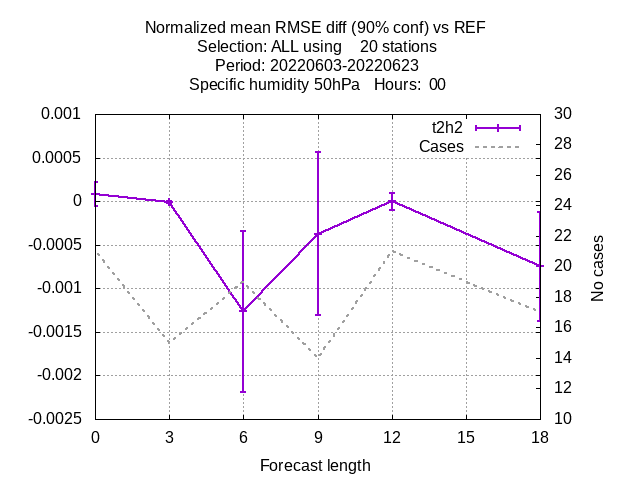 Normalized mean RMSE diff (90% conf) vs REF
Selection: ALL using    20 stations
Period: 20220603-20220623
Specific humidity 50hPa   Hours:  00
0.001
0.0005
0
-0.0005
-0.001
-0.0015
-0.002
-0.0025
30
28
26
24
22
20
18
16
14
12
10
t2h2
Cases
No cases
0 3 6 9 12 15 18
Forecast length